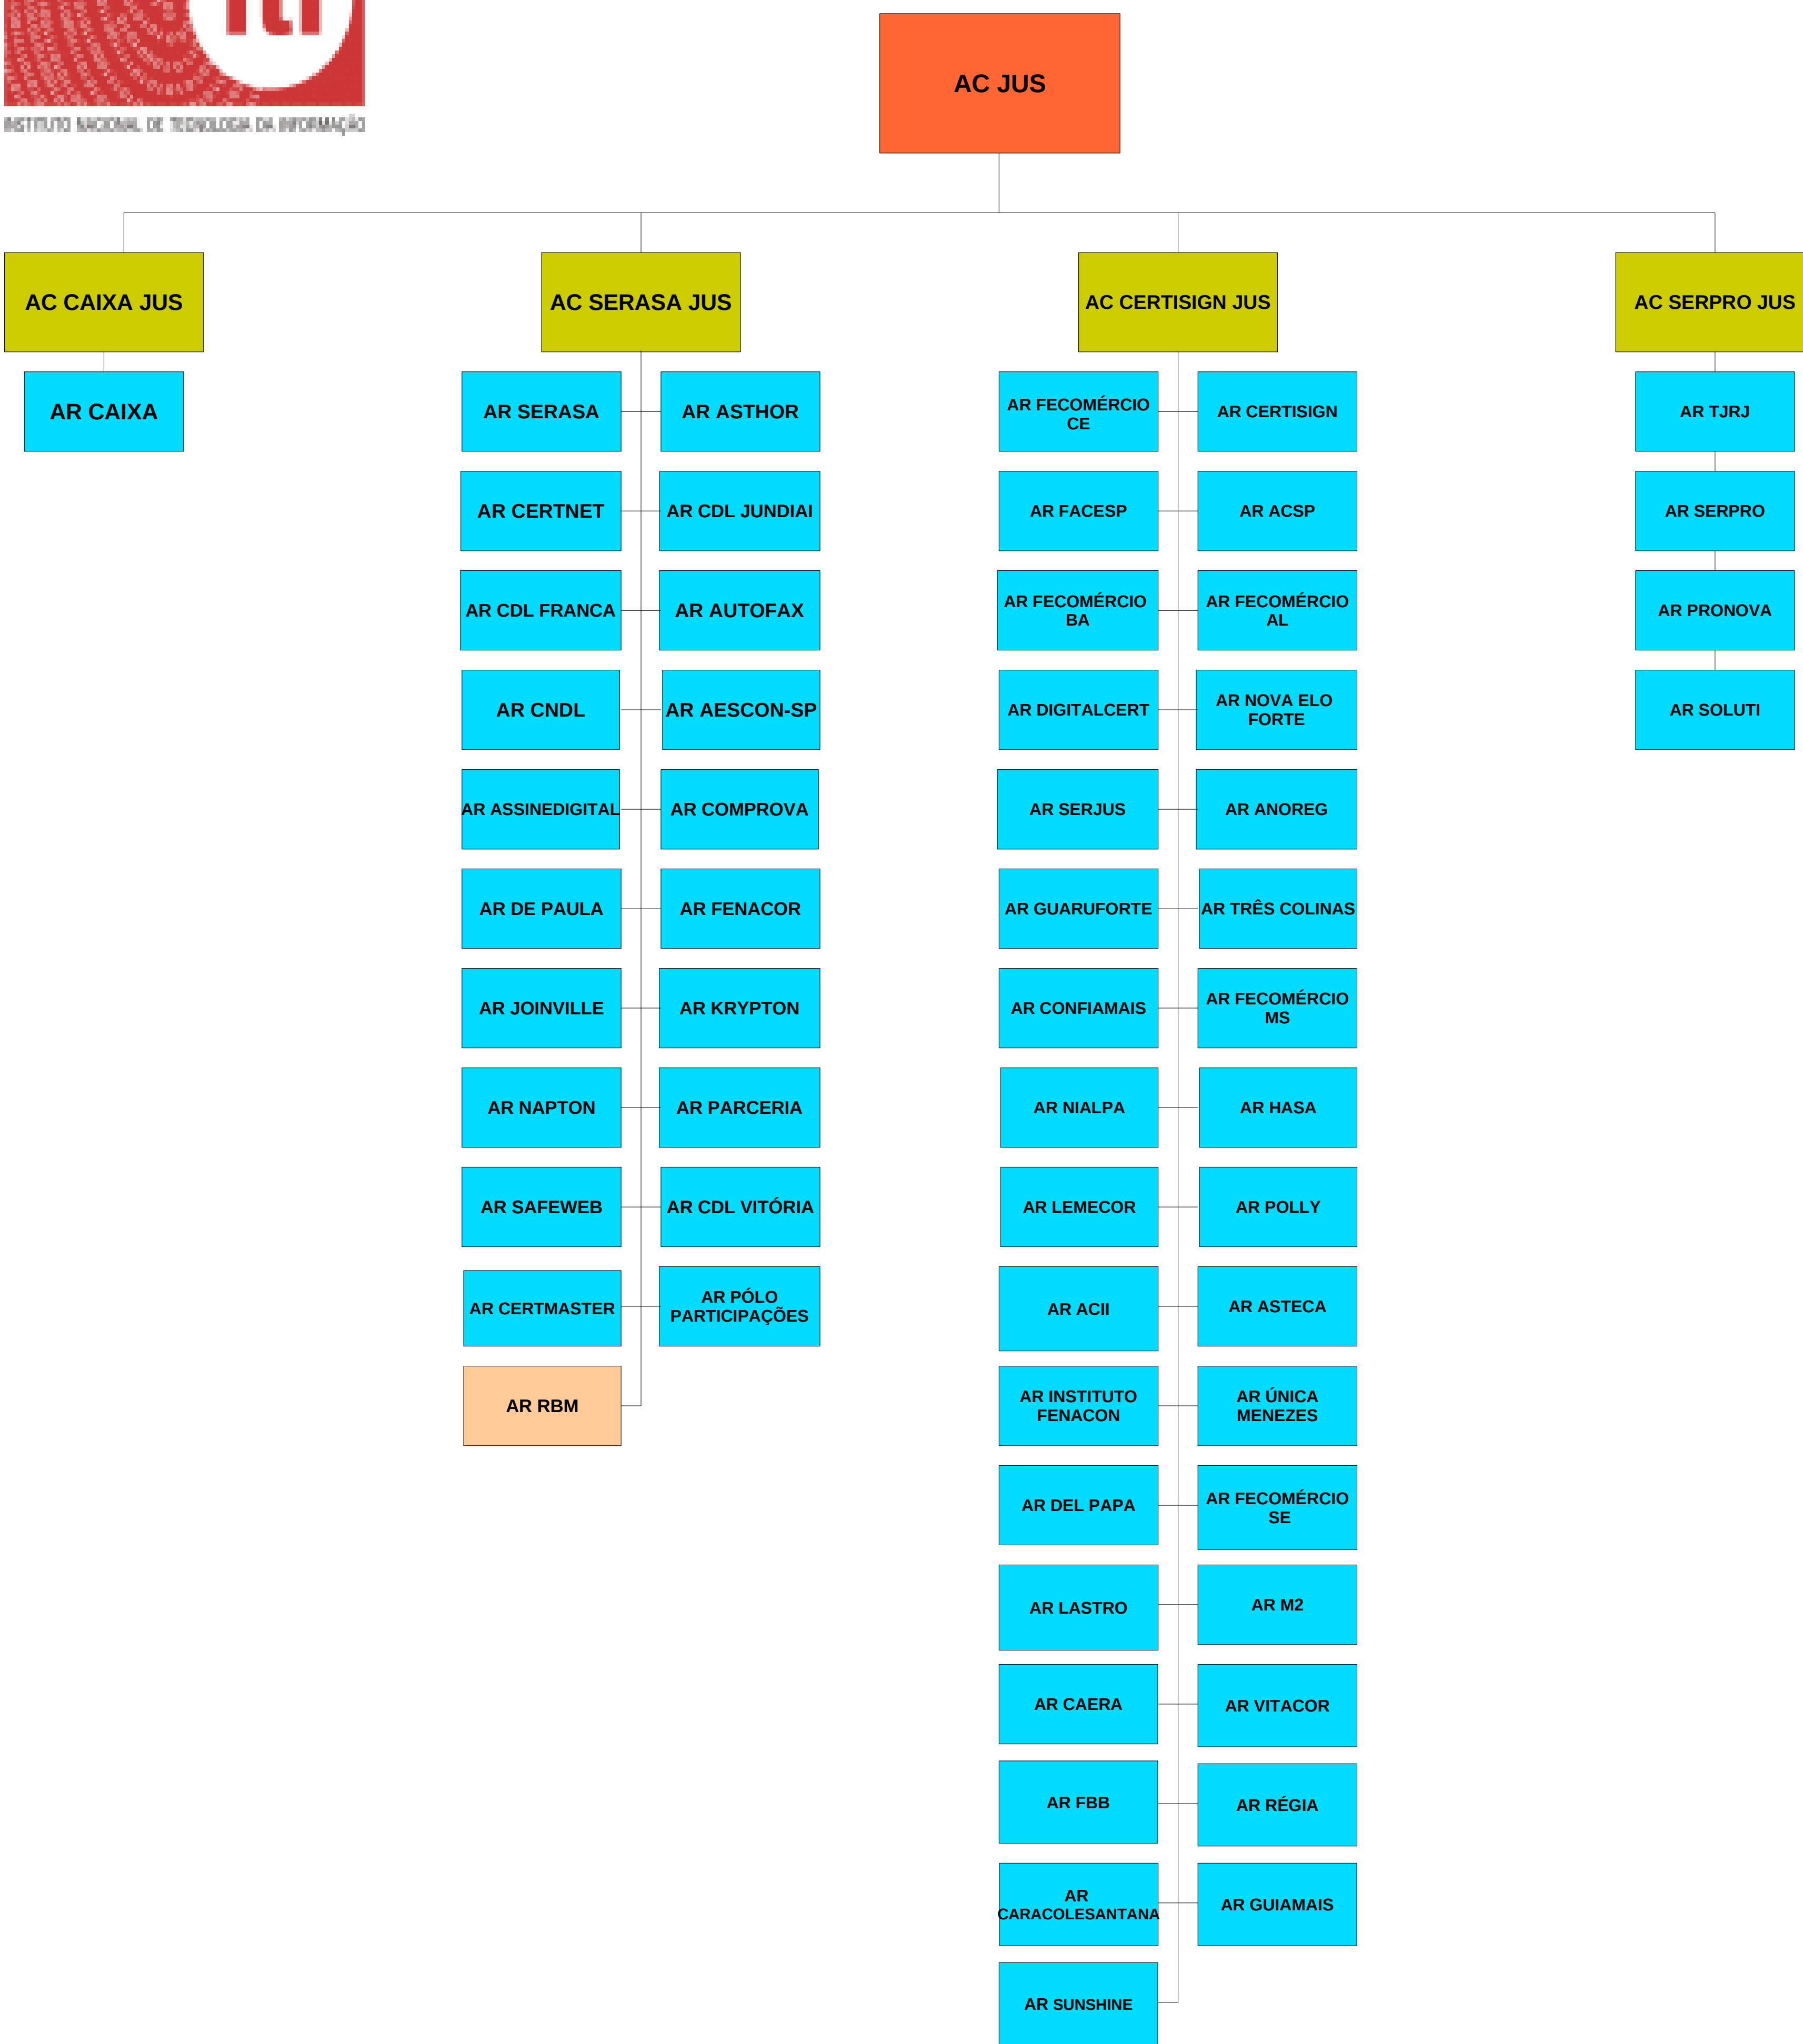 INSTITUTO NACIONAL DE TECNOLOGIA DA INFORMAÇÃO
AC JUS
AC CAIXA JUS
AC SERASA JUS
AC CERTISIGN JUS
AC SERPRO JUS
AR CAIXA
AR SERASA
AR ASTHOR
AR FECOMÉRCIO
CE
AR CERTISIGN
AR TJRJ
AR CERTNET
AR CDL JUNDIAI
AR FACESP
AR ACSP
AR SERPRO
AR CDL FRANCA
AR AUTOFAX
AR FECOMÉRCIO
BA
AR FECOMÉRCIO
AL
AR PRONOVA
AR CNDL
AR AESCON-SP
AR DIGITALCERT
AR NOVA ELO
FORTE
AR SOLUTI
AR ASSINEDIGITAL
AR COMPROVA
AR SERJUS
AR ANOREG
AR DE PAULA
AR FENACOR
AR GUARUFORTE
AR TRÊS COLINAS
AR JOINVILLE
AR KRYPTON
AR CONFIAMAIS
AR FECOMÉRCIO
MS
AR NAPTON
AR PARCERIA
AR NIALPA
AR HASA
AR SAFEWEB
AR CDL VITÓRIA
AR LEMECOR
AR POLLY
AR CERTMASTER
AR PÓLO
PARTICIPAÇÕES
AR ACII
AR ASTECA
AR RBM
AR INSTITUTO
FENACON
AR ÚNICA
MENEZES
AR DEL PAPA
AR FECOMÉRCIO
SE
AR LASTRO
AR M2
AR CAERA
AR VITACOR
AR FBB
AR RÉGIA
AR
CARACOLESANTANA
AR GUIAMAIS
AR SUNSHINE